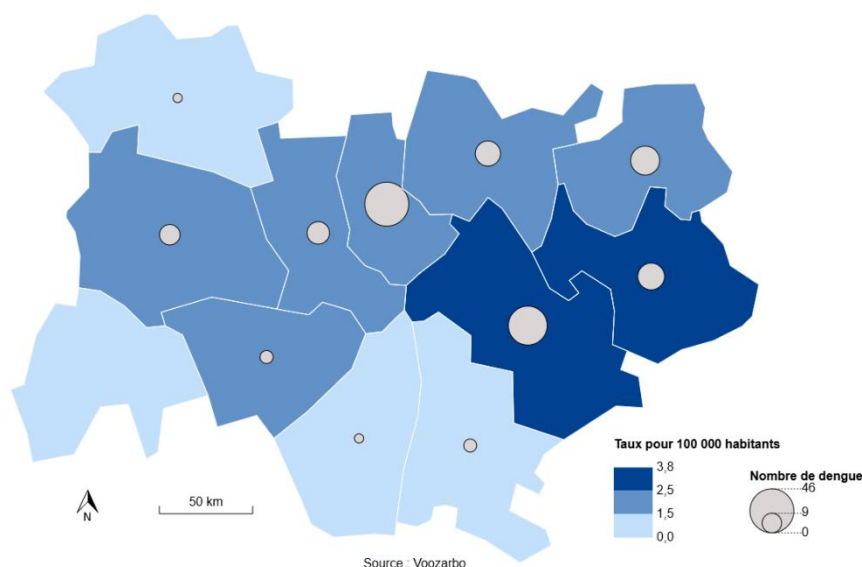 Taux pour 100 000 habitants
3,8
2,5
1,5
0,0
Nombre de dengue
46
9
0
N
50 km
Source : Voozarbo